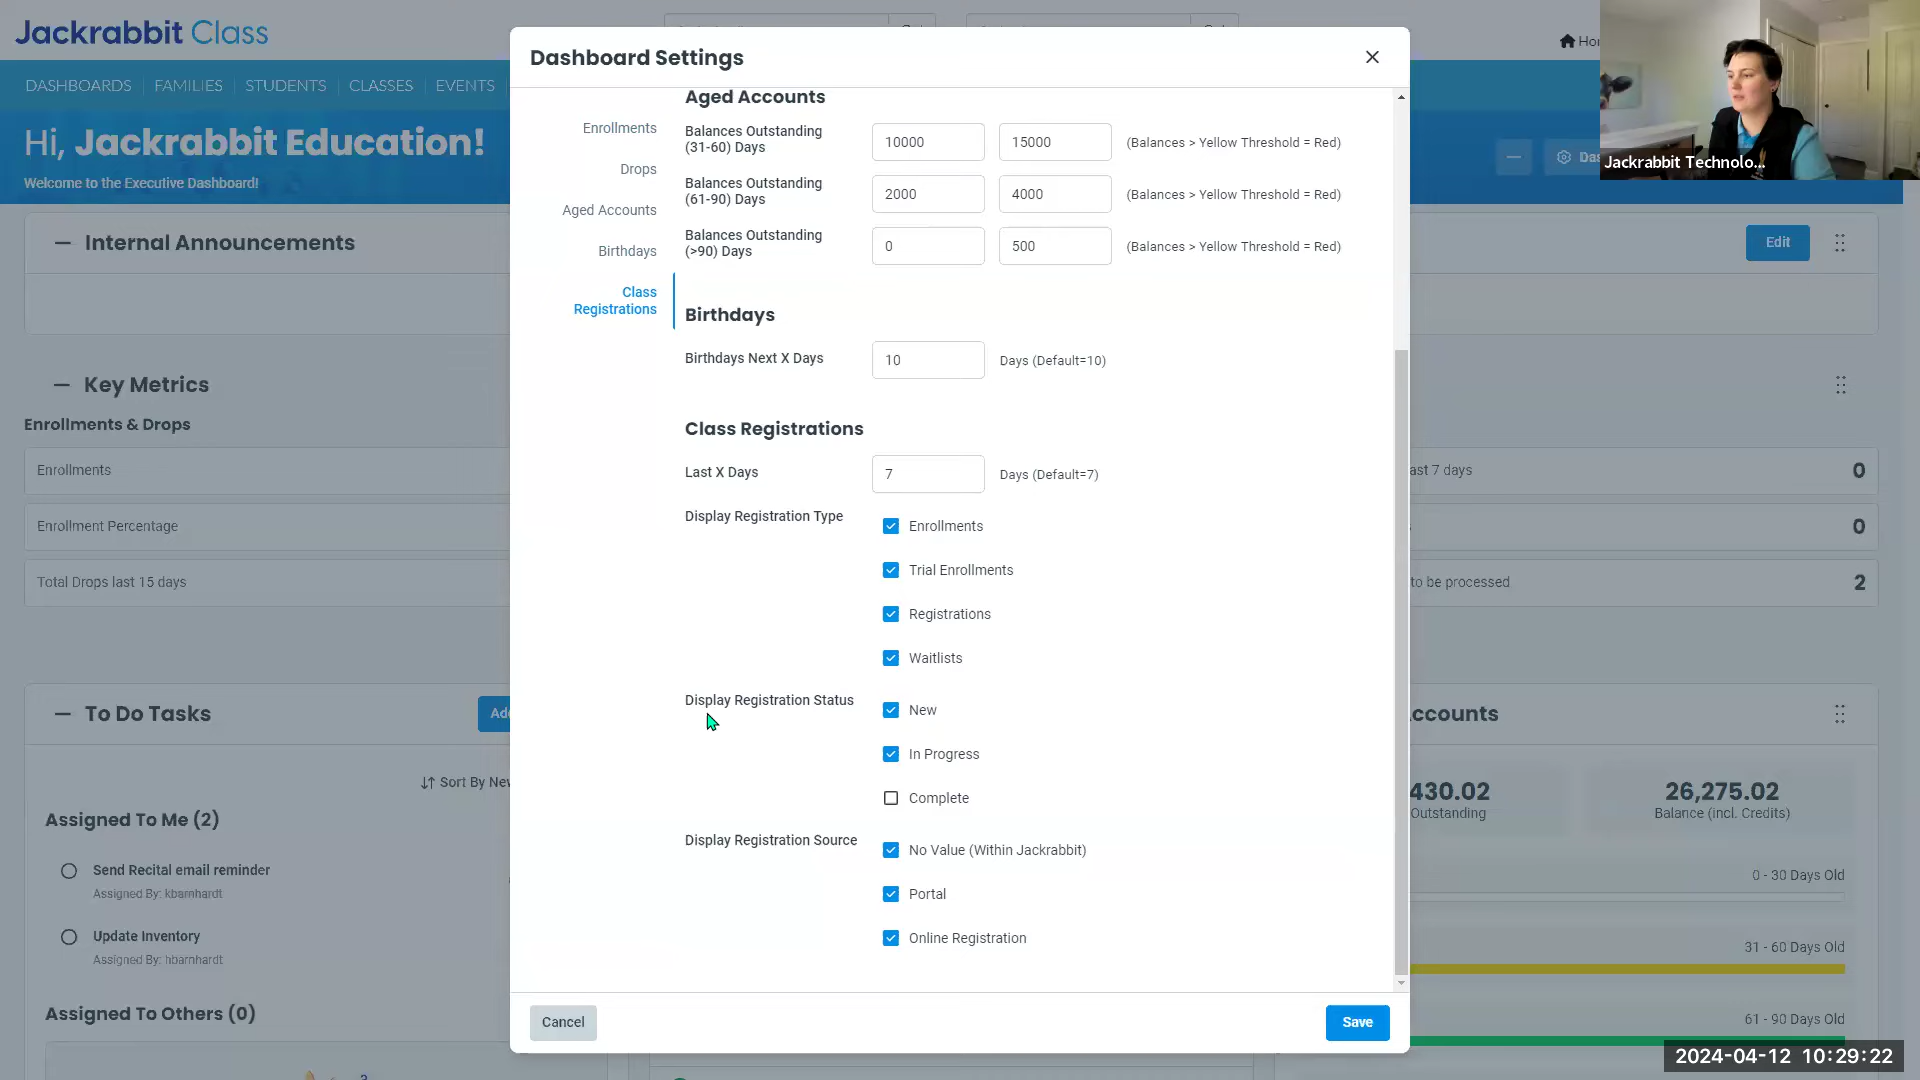 Jackrabbit Class
DASHBOARDS
FAMILIES
STUDENTS
CLASSES
EVENTS
Hi, Jackrabbit Education!
Welcome to the Executive Dashboard!
Internal Announcements
Edit
Key Metrics
Enrollments & Drops
Enrollments
Enrollment Percentage
Total Drops last 15 days
ast 7 days
0
0
to be processed
2
To Do Tasks
Sort By
Assigned To Me (2)
Send Recital email reminder
Assigned By: kbarnhardt
Update Inventory
Assigned By: hbarnhardt
Assigned To Others (0)
Dashboard Settings
Enrollments
Drops
Aged Accounts
Birthdays
Class
Registrations
Aged Accounts
Balances Outstanding
(31-60) Days
10000
15000
(Balances > Yellow Threshold = Red)
Balances Outstanding
(61-90) Days
2000
4000
(Balances > Yellow Threshold = Red)
Balances Outstanding
(>90) Days
0
500
(Balances > Yellow Threshold = Red)
Birthdays
Birthdays Next X Days
10
Days (Default=10)
Class Registrations
Last X Days
7
Days (Default=7)
Display Registration Type
Enrollments
Trial Enrollments
Registrations
Waitlists
Display Registration Status
New
In Progress
Complete
Display Registration Source
No Value (Within Jackrabbit)
Portal
Online Registration
Cancel
Save
ccounts
430.02
Outstanding
26,275.02
Balance (incl. Credits)
0 - 30 Days Old
31 - 60 Days Old
61 - 90 Days Old
Jackrabbit Technolo...
2024-04-12 10:29:22